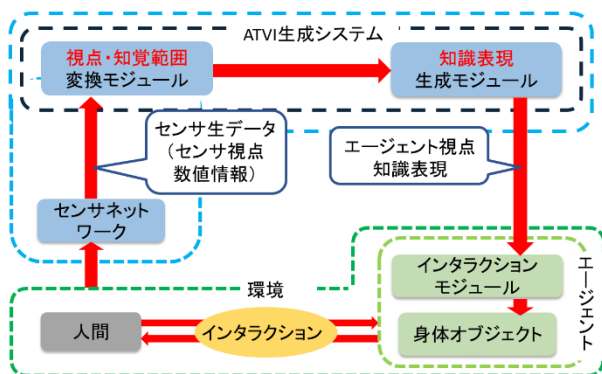 ATVI生成システム
視点・知覚範囲
変換モジュール
知識表現
生成モジュール
センサ生データ
(センサ視点
数値情報)
エージェント視点
知識表現
センサネット
ワーク
環境
インタラクション
モジュール
エージェント
人間
インタラクション
身体オブジェクト